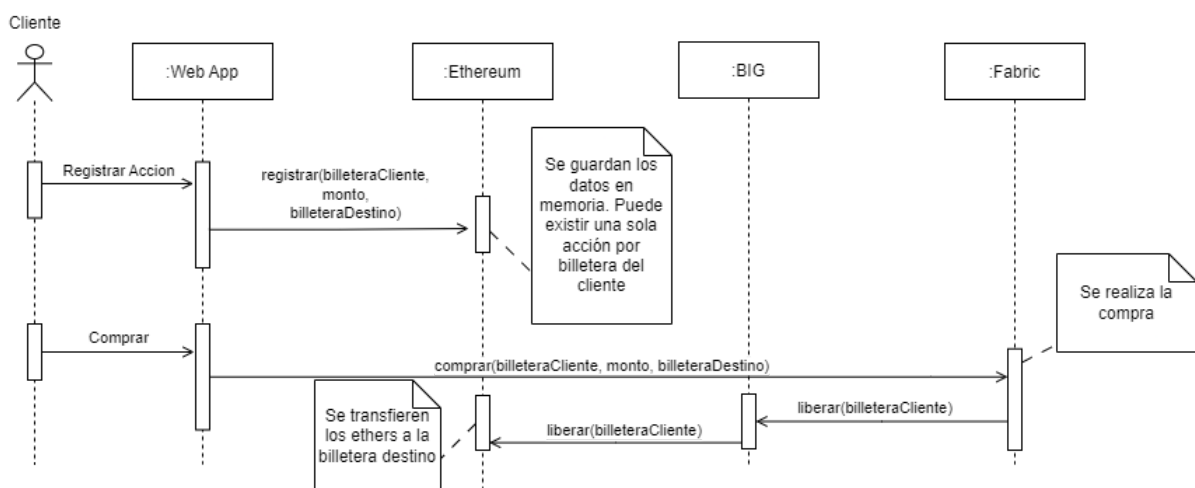 Cliente
:Web App
:Ethereum
:BIG
:Fabric
Registrar Accion
registrar(billeteraCliente,
monto,
billeteraDestino)
Se guardan los
datos en
memoria. Puede
existir una sola
acción por
billetera del
cliente
Se realiza la
compra
Comprar
comprar(billeteraCliente, monto, billeteraDestino)
liberar(billeteraCliente)
liberar(billeteraCliente)
Se transfieren
los ethers a la
billetera destino